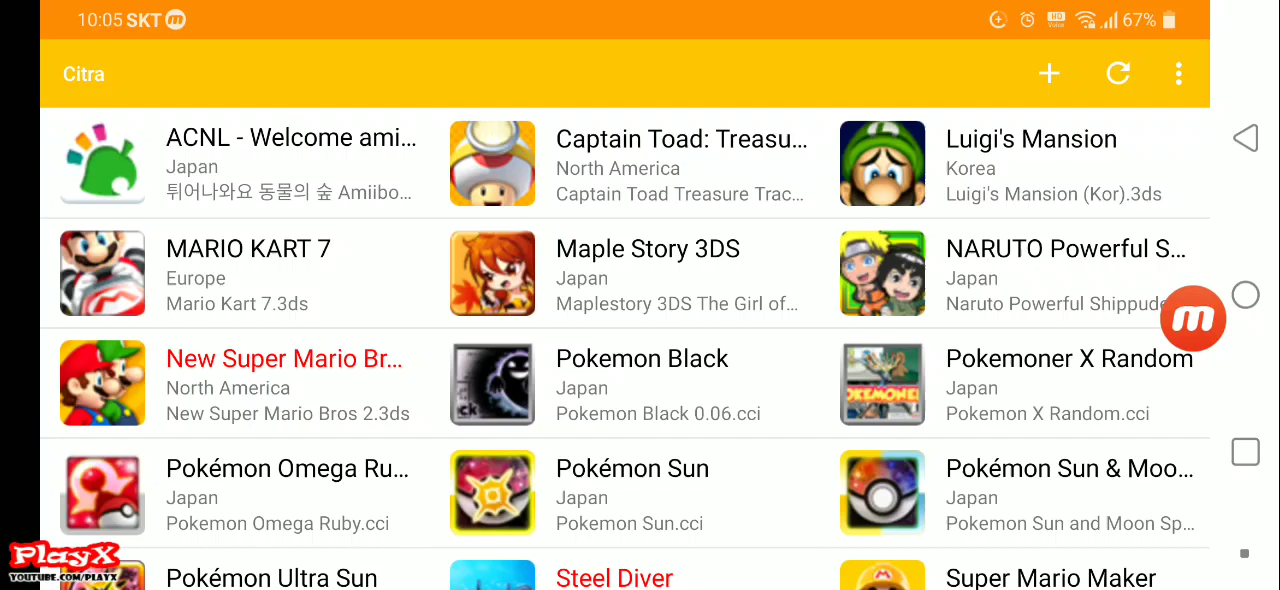 10:05 SKT
HD Voice 67%
Citra
ACNL - Welcome ami...
Japan
튀어나와요 동물의 숲 Amiibo...
Captain Toad: Treasu...
North America
Captain Toad Treasure Trac...
Luigi's Mansion
Korea
Luigi's Mansion (Kor).3ds
MARIO KART 7
Europe
Mario Kart 7.3ds
Maple Story 3DS
Japan
Maplestory 3DS The Girl of...
NARUTO Powerful S...
Japan
Naruto Powerful Shippude
New Super Mario Br...
North America
New Super Mario Bros 2.3ds
Pokemon Black
Japan
Pokemon Black 0.06.cci
Pokemoner X Random
Japan
Pokemon X Random.cci
Pokémon Omega Ru...
Japan
Pokemon Omega Ruby.cci
Pokémon Sun
Japan
Pokemon Sun.cci
Pokémon Sun & Moo...
Japan
Pokemon Sun and Moon Sp...
PlayX
YOUTUBE.COM/PLAYX
Pokémon Ultra Sun
Steel Diver
Super Mario Maker